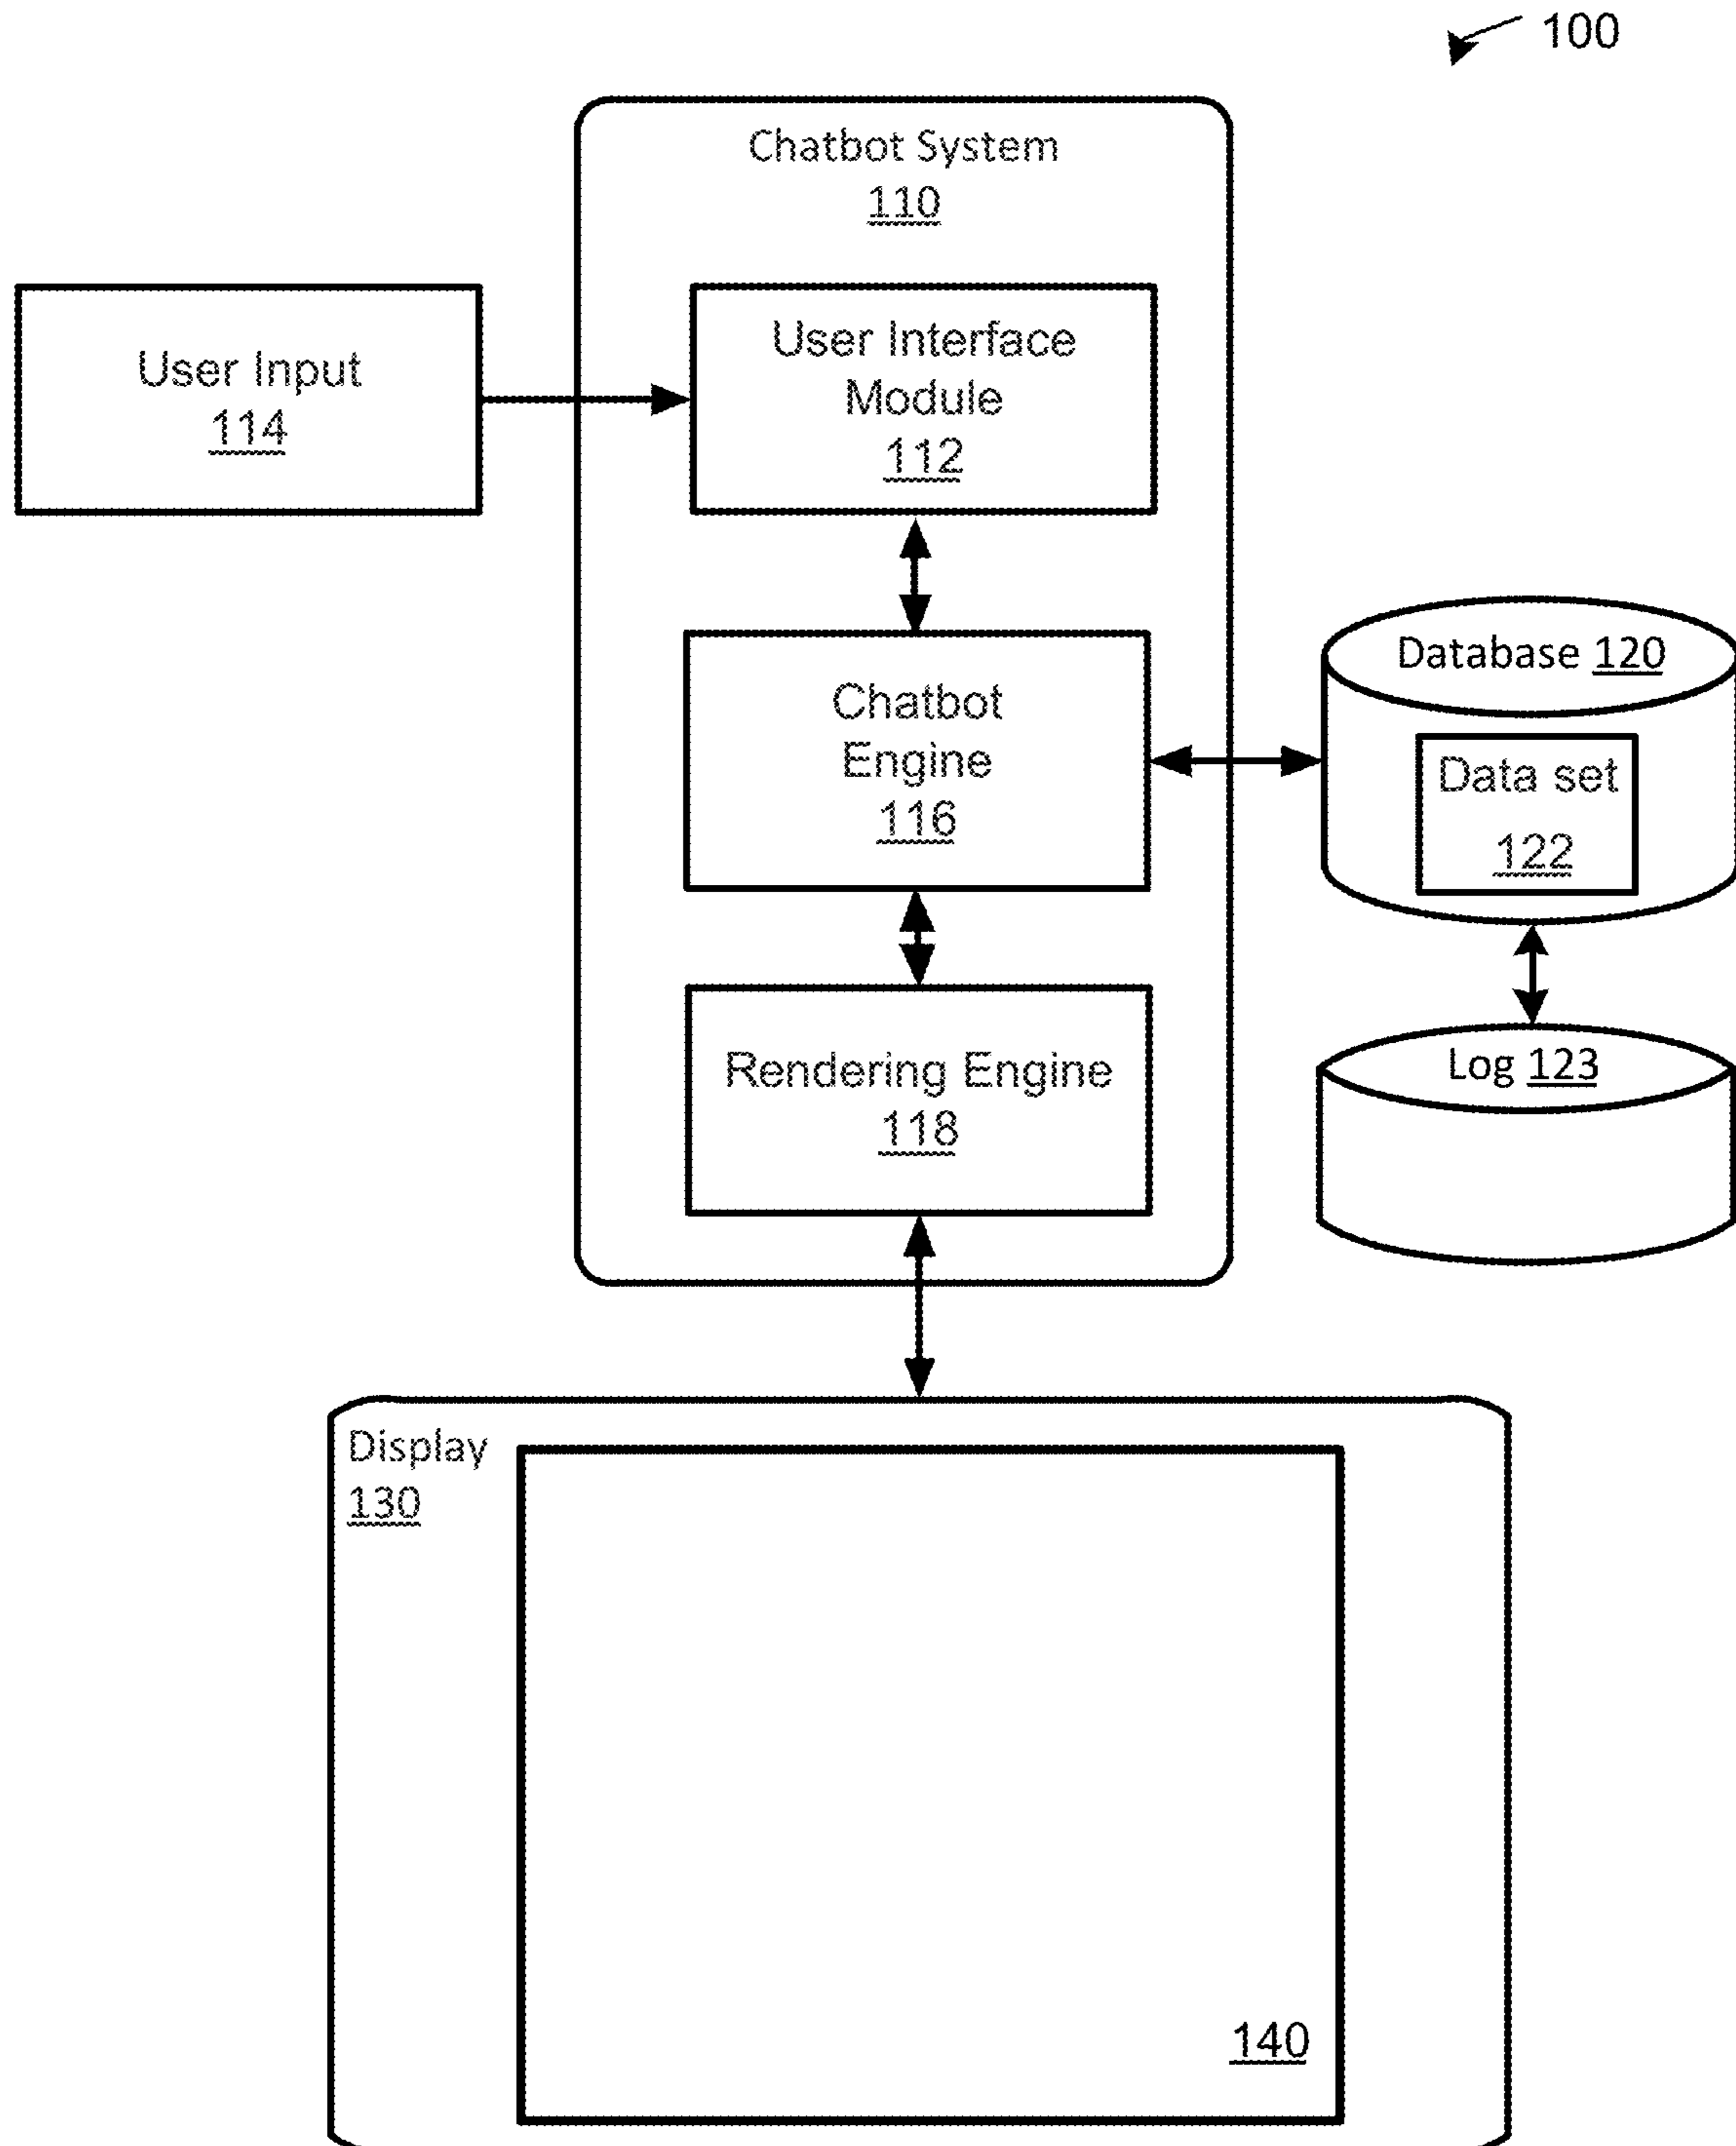 100
Chatbot System
110
User Input
114
User Interface
Module
112
Chatbot
Engine
116
Database 120
Data set
122
Rendering Engine
118
Log 123
Display
130
140